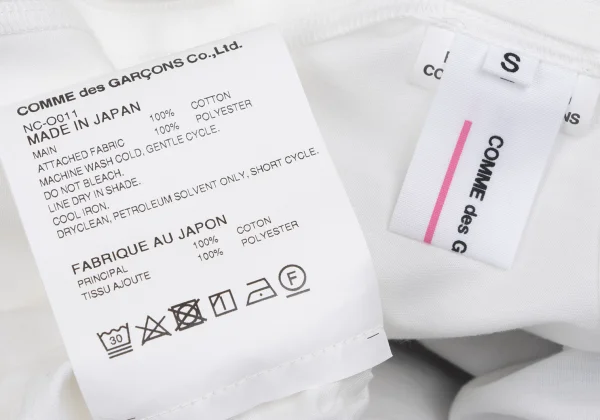 COMME des GARÇONS Co.,Ltd.
NC-O011
MADE IN JAPAN
MAIN 100% COTTON
ATTACHED FABRIC 100% POLYESTER
MACHINE WASH COLD, GENTLE CYCLE.
DO NOT BLEACH.
LINE DRY IN SHADE.
COOL IRON.
DRYCLEAN, PETROLEUM SOLVENT ONLY, SHORT CYCLE.
FABRIQUE AU JAPON
PRINCIPAL 100% COTON
TISSU AJOUTE 100% POLYESTER
30
F
S
COMME des G
CO
NS